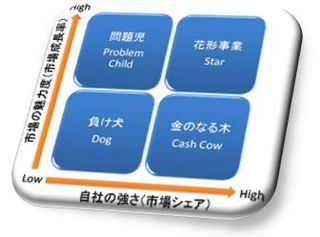 High
市場の魅力度(市場成長率)
問題児
Problem
Child
花形事業
Star
負け犬
Dog
金のなる木
Cash Cow
Low
High
自社の強さ(市場シェア)